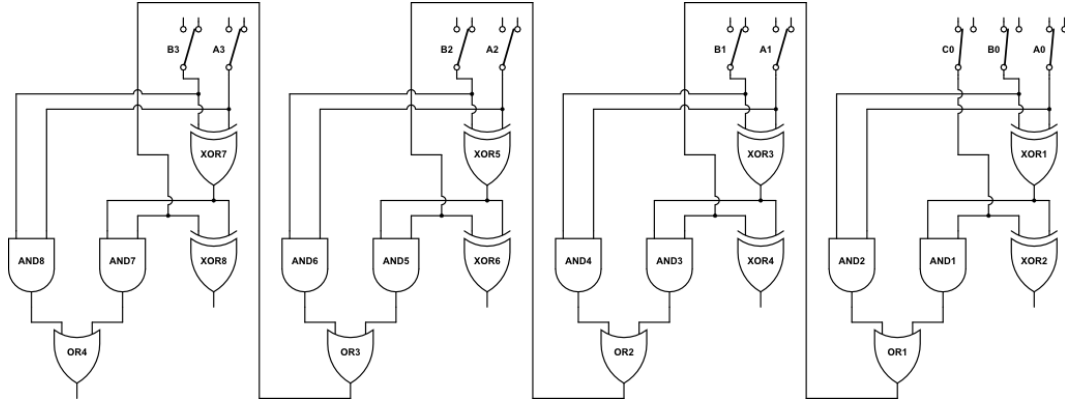 B3 A3 B2 A2 B1 A1 C0 B0 A0
XOR7 XOR5 XOR3 XOR1
AND8 AND7 XOR8 AND6 AND5 XOR6 AND4 AND3 XOR4 AND2 AND1 XOR2
OR4 OR3 OR2 OR1